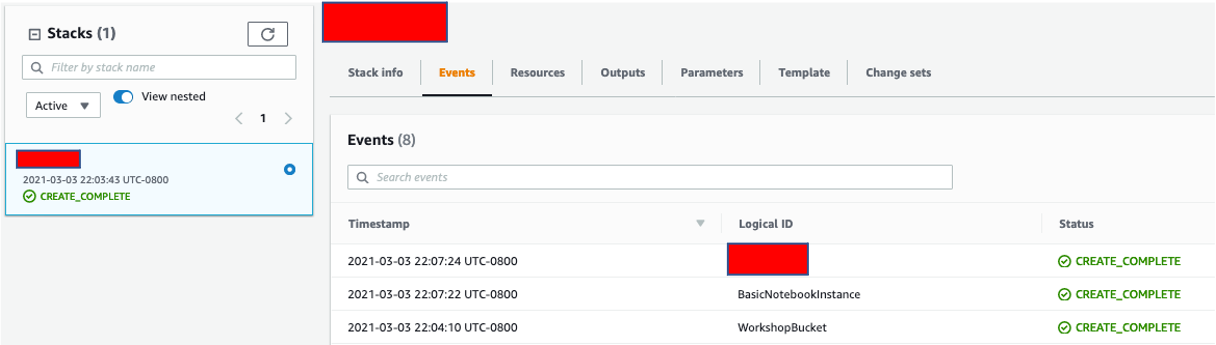 Stacks (1)
Filter by stack name
Active
View nested
1
2021-03-03 22:03:43 UTC-0800
CREATE_COMPLETE
Stack info
Events
Resources
Outputs
Parameters
Template
Change sets
Events (8)
Search events
Timestamp Logical ID Status
2021-03-03 22:07:24 UTC-0800 CREATE_COMPLETE
2021-03-03 22:07:22 UTC-0800 BasicNotebookInstance CREATE_COMPLETE
2021-03-03 22:04:10 UTC-0800 WorkshopBucket CREATE_COMPLETE